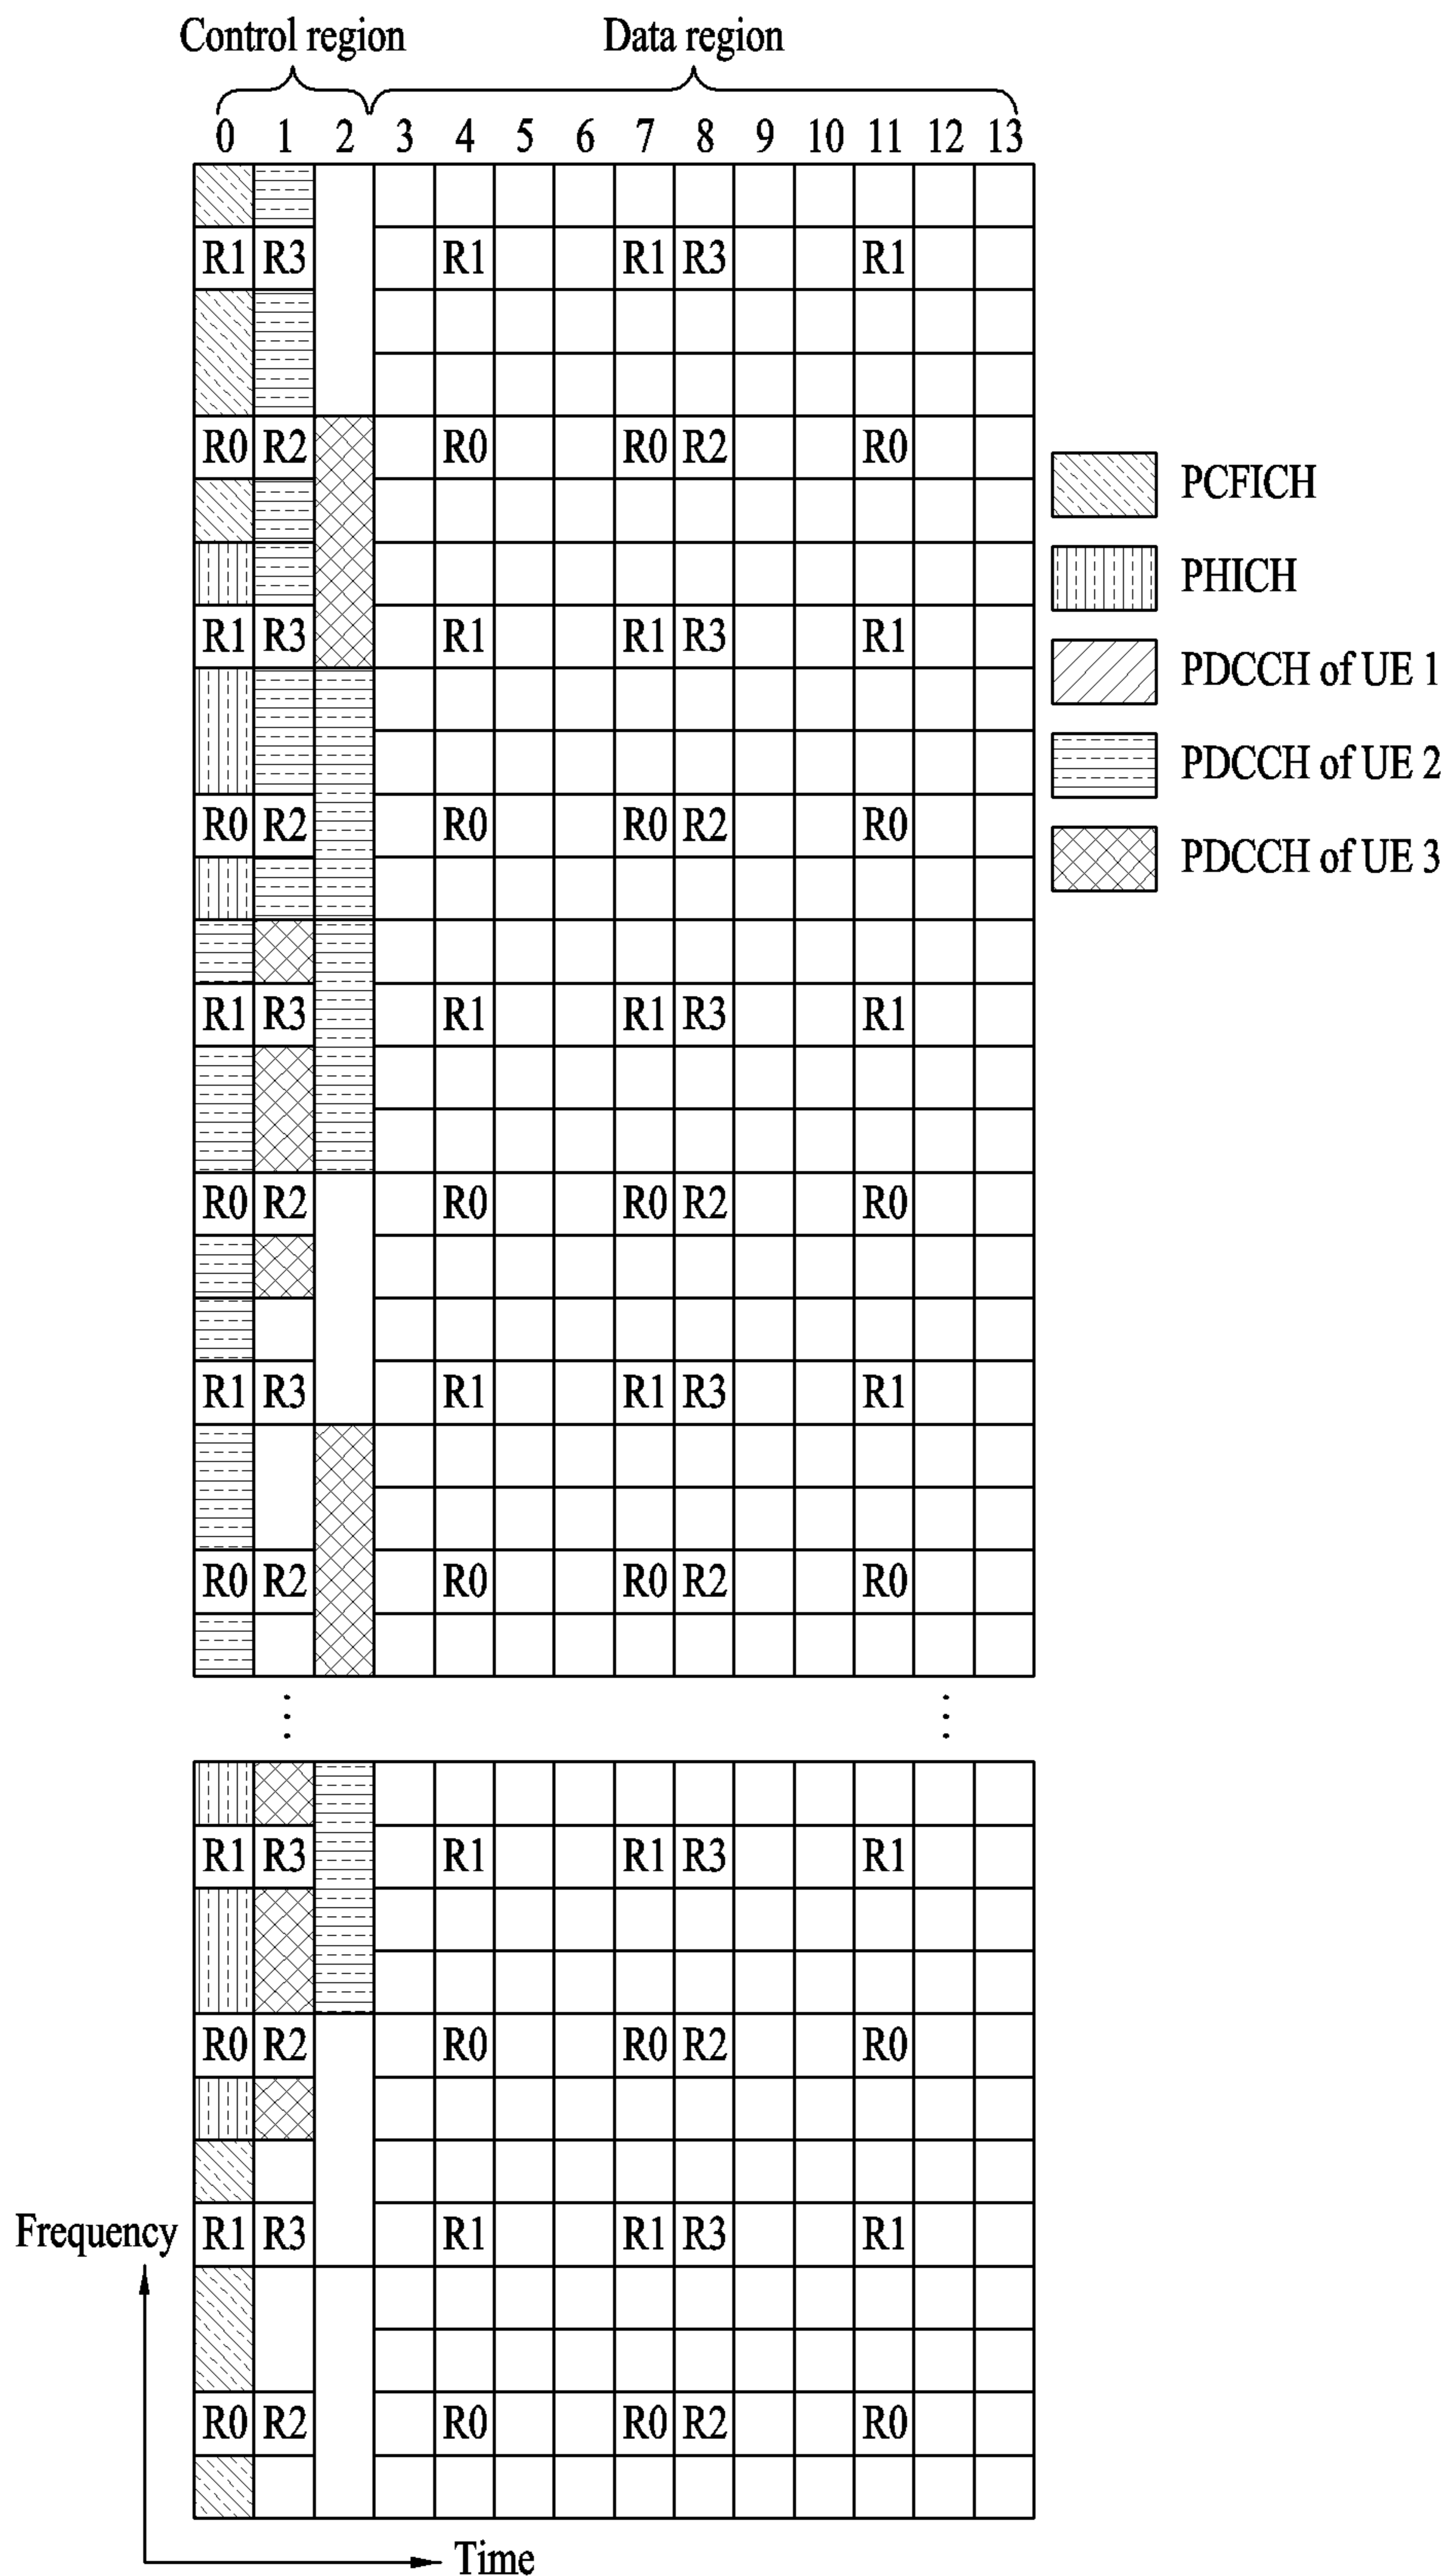 Control region Data region
0 1 2 3 4 5 6 7 8 9 10 11 12 13
R1 R3 R1 R1 R3 R1
R0 R2 R0 R0 R2 R0
PCFICH
PHICH
R1 R3 R1 R1 R3 R1
PDCCH of UE 1
PDCCH of UE 2
R0 R2 R0 R0 R2 R0
PDCCH of UE 3
R1 R3 R1 R1 R3 R1
R0 R2 R0 R0 R2 R0
R1 R3 R1 R1 R3 R1
R0 R2 R0 R0 R2 R0
R1 R3 R1 R1 R3 R1
R0 R2 R0 R0 R2 R0
Frequency R1 R3 R1 R1 R3 R1
R0 R2 R0 R0 R2 R0
Time